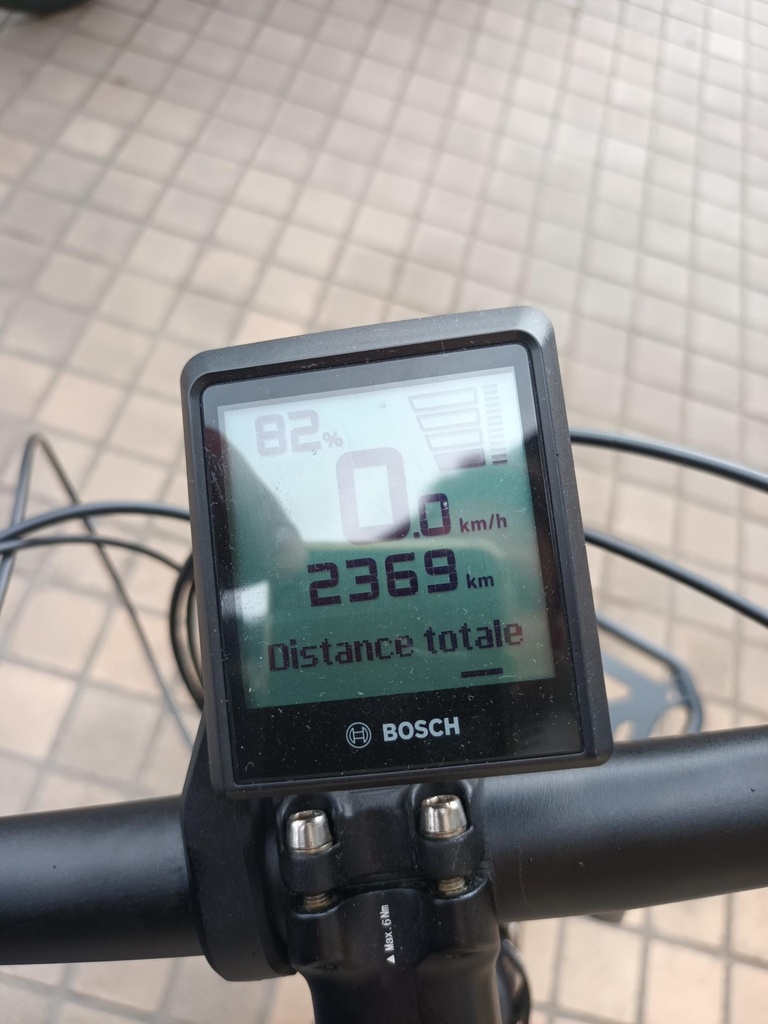 82%
0.0 km/h
2369 km
Distance totale
BOSCH
▲ Max. 6 Nm